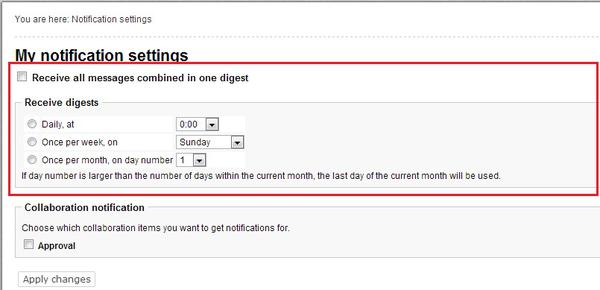 You are here: Notification settings
My notification settings
Receive all messages combined in one digest
Receive digests
Daily, at 0:00
Once per week, on Sunday
Once per month, on day number 1
If day number is larger than the number of days within the current month, the last day of the current month will be used.
Collaboration notification
Choose which collaboration items you want to get notifications for.
Approval
Apply changes